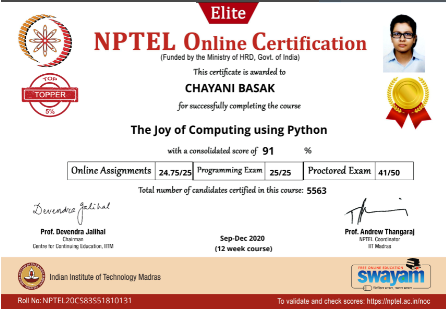 Elite
NPTEL Online Certification
(Funded by the Ministry of HRD, Govt. of India)
This certificate is awarded to
CHAYANI BASAK
for successfully completing the course
TOP
TOPPER
5%
The Joy of Computing using Python
with a consolidated score of 91 %
Online Assignments 24.75/25 Programming Exam 25/25 Proctored Exam 41/50
Total number of candidates certified in this course: 5563
Devendra Jalihal
Prof. Devendra Jalihal
Chairman
Centre for Continuing Education, IITM
Sep-Dec 2020
(12 week course)
Prof. Andrew Thangaraj
NPTEL Coordinator
IIT Madras
Indian Institute of Technology Madras
FREE ONLINE EDUCATION
swayam
Roll No: NPTEL20CS83S51810131
To validate and check scores: https://nptel.ac.in/noc